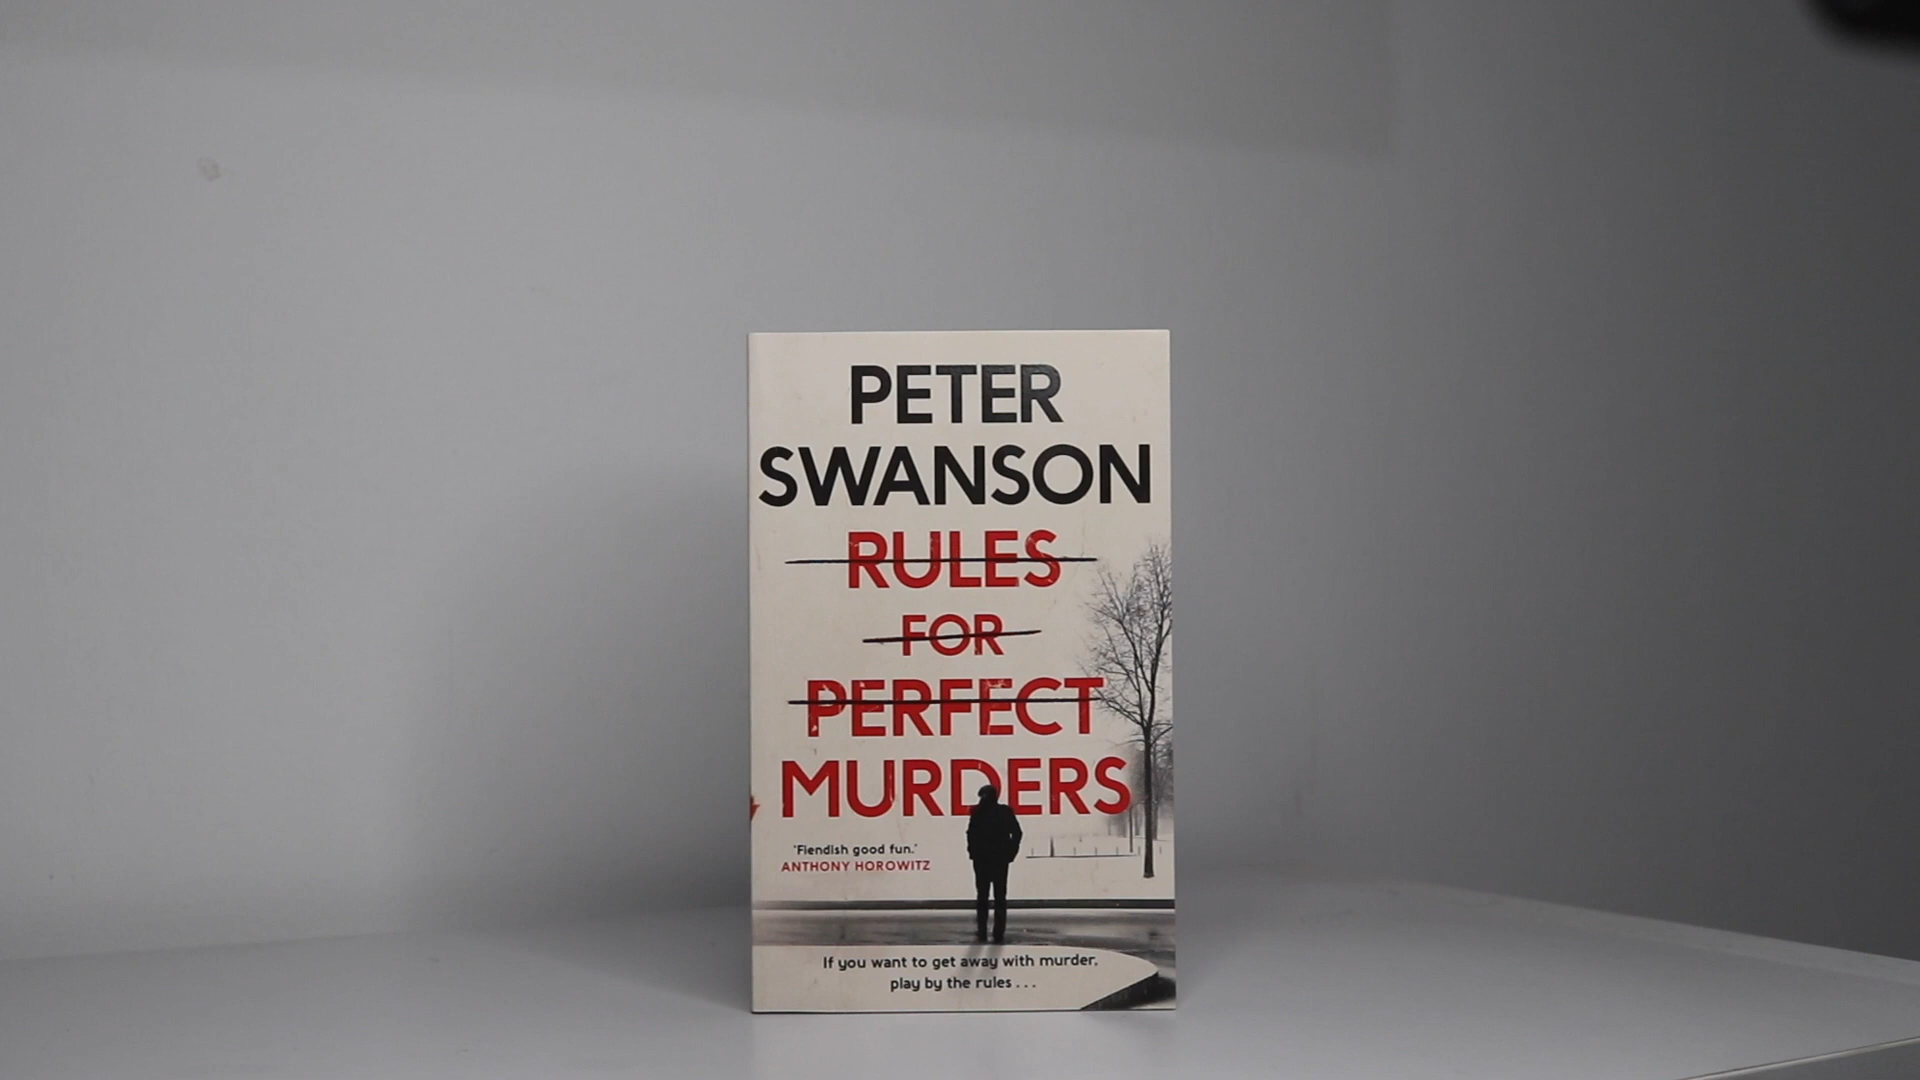 PETER
SWANSON
RULES
FOR
PERFECT
MURDERS
'Fiendish good fun.'
ANTHONY HOROWITZ
If you want to get away with murder,
play by the rules . . .